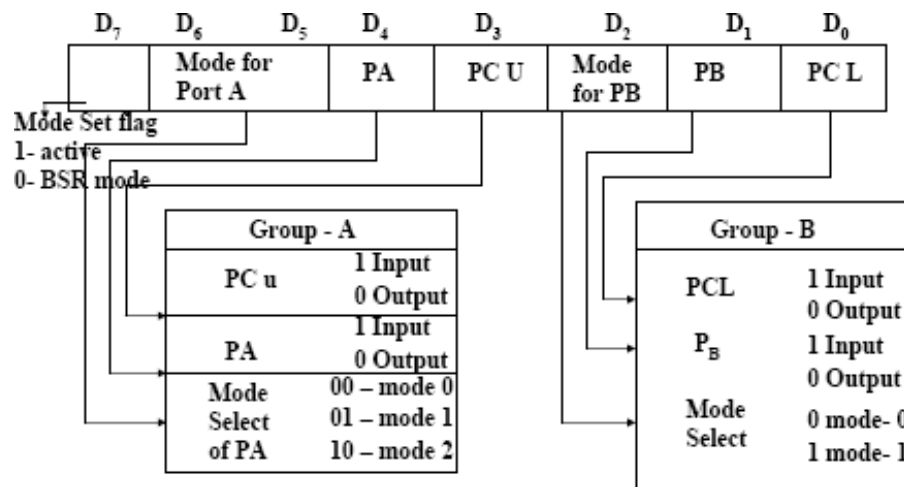 D7 D6 D5 D4 D3 D2 D1 D0
Mode for
Port A
PA
PC U
Mode
for PB
PB
PC L
Mode Set flag
1- active
0- BSR mode
Group - A
PC u
1 Input
0 Output
PA
1 Input
0 Output
Mode
Select
of PA
00 – mode 0
01 – mode 1
10 – mode 2
Group - B
PCL
1 Input
0 Output
PB
1 Input
0 Output
Mode
Select
0 mode- 0
1 mode- 1